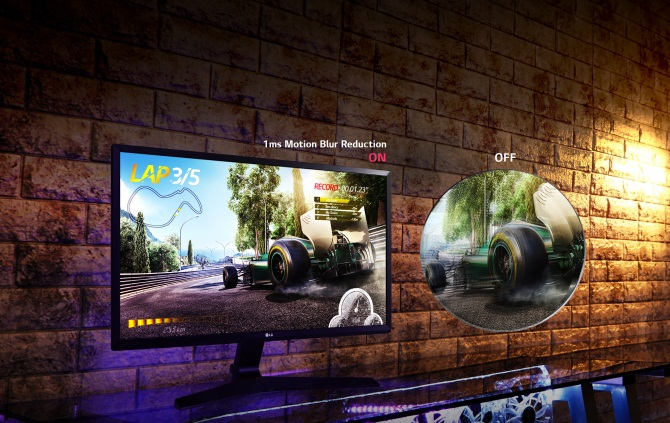 1ms Motion Blur Reduction
ON
OFF
LAP 3/5
RECORD
LG